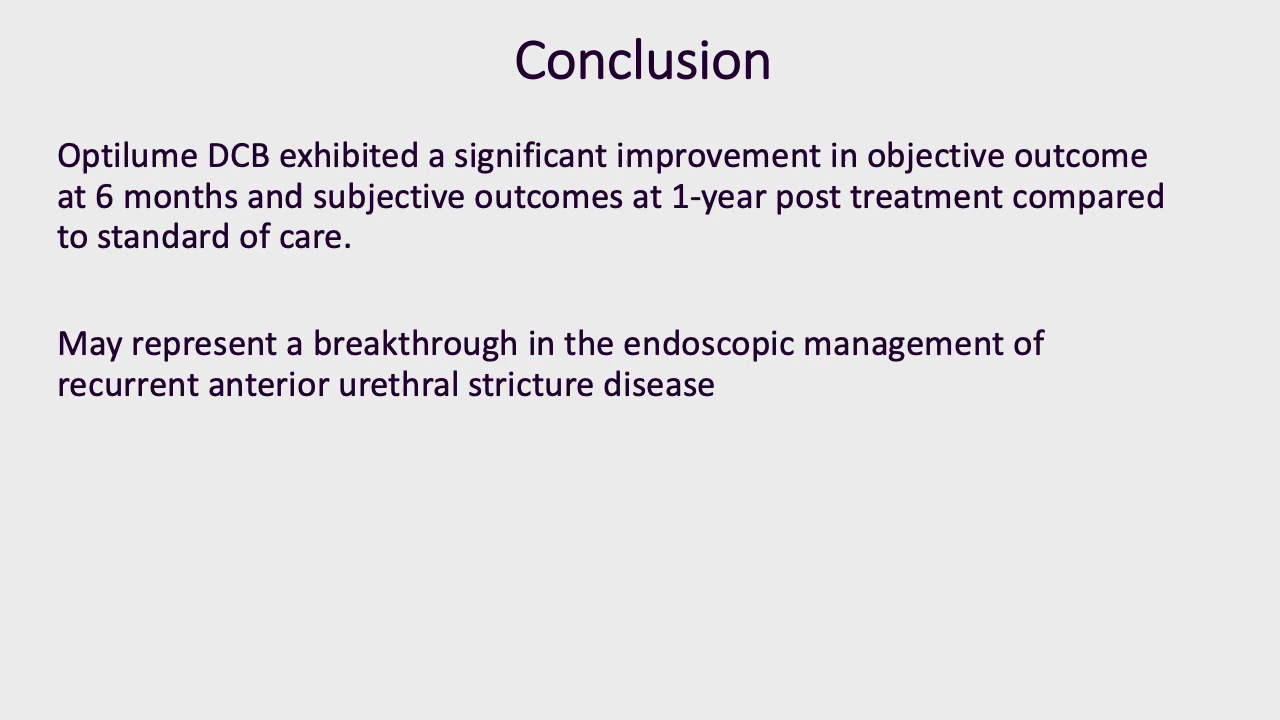 Conclusion
Optilume DCB exhibited a significant improvement in objective outcome
at 6 months and subjective outcomes at 1-year post treatment compared
to standard of care.
May represent a breakthrough in the endoscopic management of
recurrent anterior urethral stricture disease